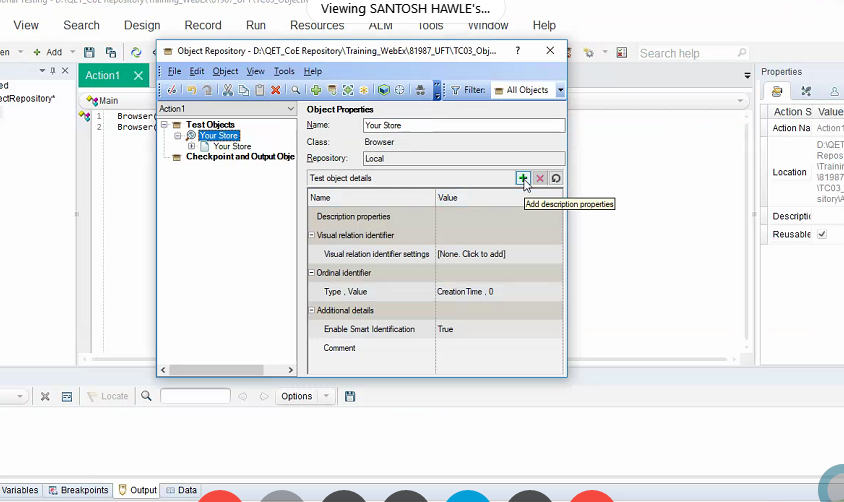 Viewing SANTOSH HAWLE's...
View Search Design Record Run Resources ALM Tools Window Help
Add Search help
Object Repository - D:\QET_CoE Repository\Training_WebEx\81987_UFT\TC03_Obj... ?
Properties
Action1
File Edit Object View Tools Help
Filter: All Objects
ectRepository*
Main
Action1
Object Properties
1 Browser(
2 Browser(
Test Objects
Your Store
Your Store
Checkpoint and Output Obje
Name: Your Store
Class: Browser
Repository: Local
Test object details
Add description properties
Name Value
Description properties
Visual relation identifier
Visual relation identifier settings [None. Click to add]
Ordinal identifier
Type , Value CreationTime , 0
Additional details
Enable Smart Identification True
Comment
Action S Value
Action Na Action1
Location
D:\QET
Repos
\Traini
\81987
\TC03_
sitory\A
Descriptic
Reusable
Locate Options
Variables Breakpoints Output Data